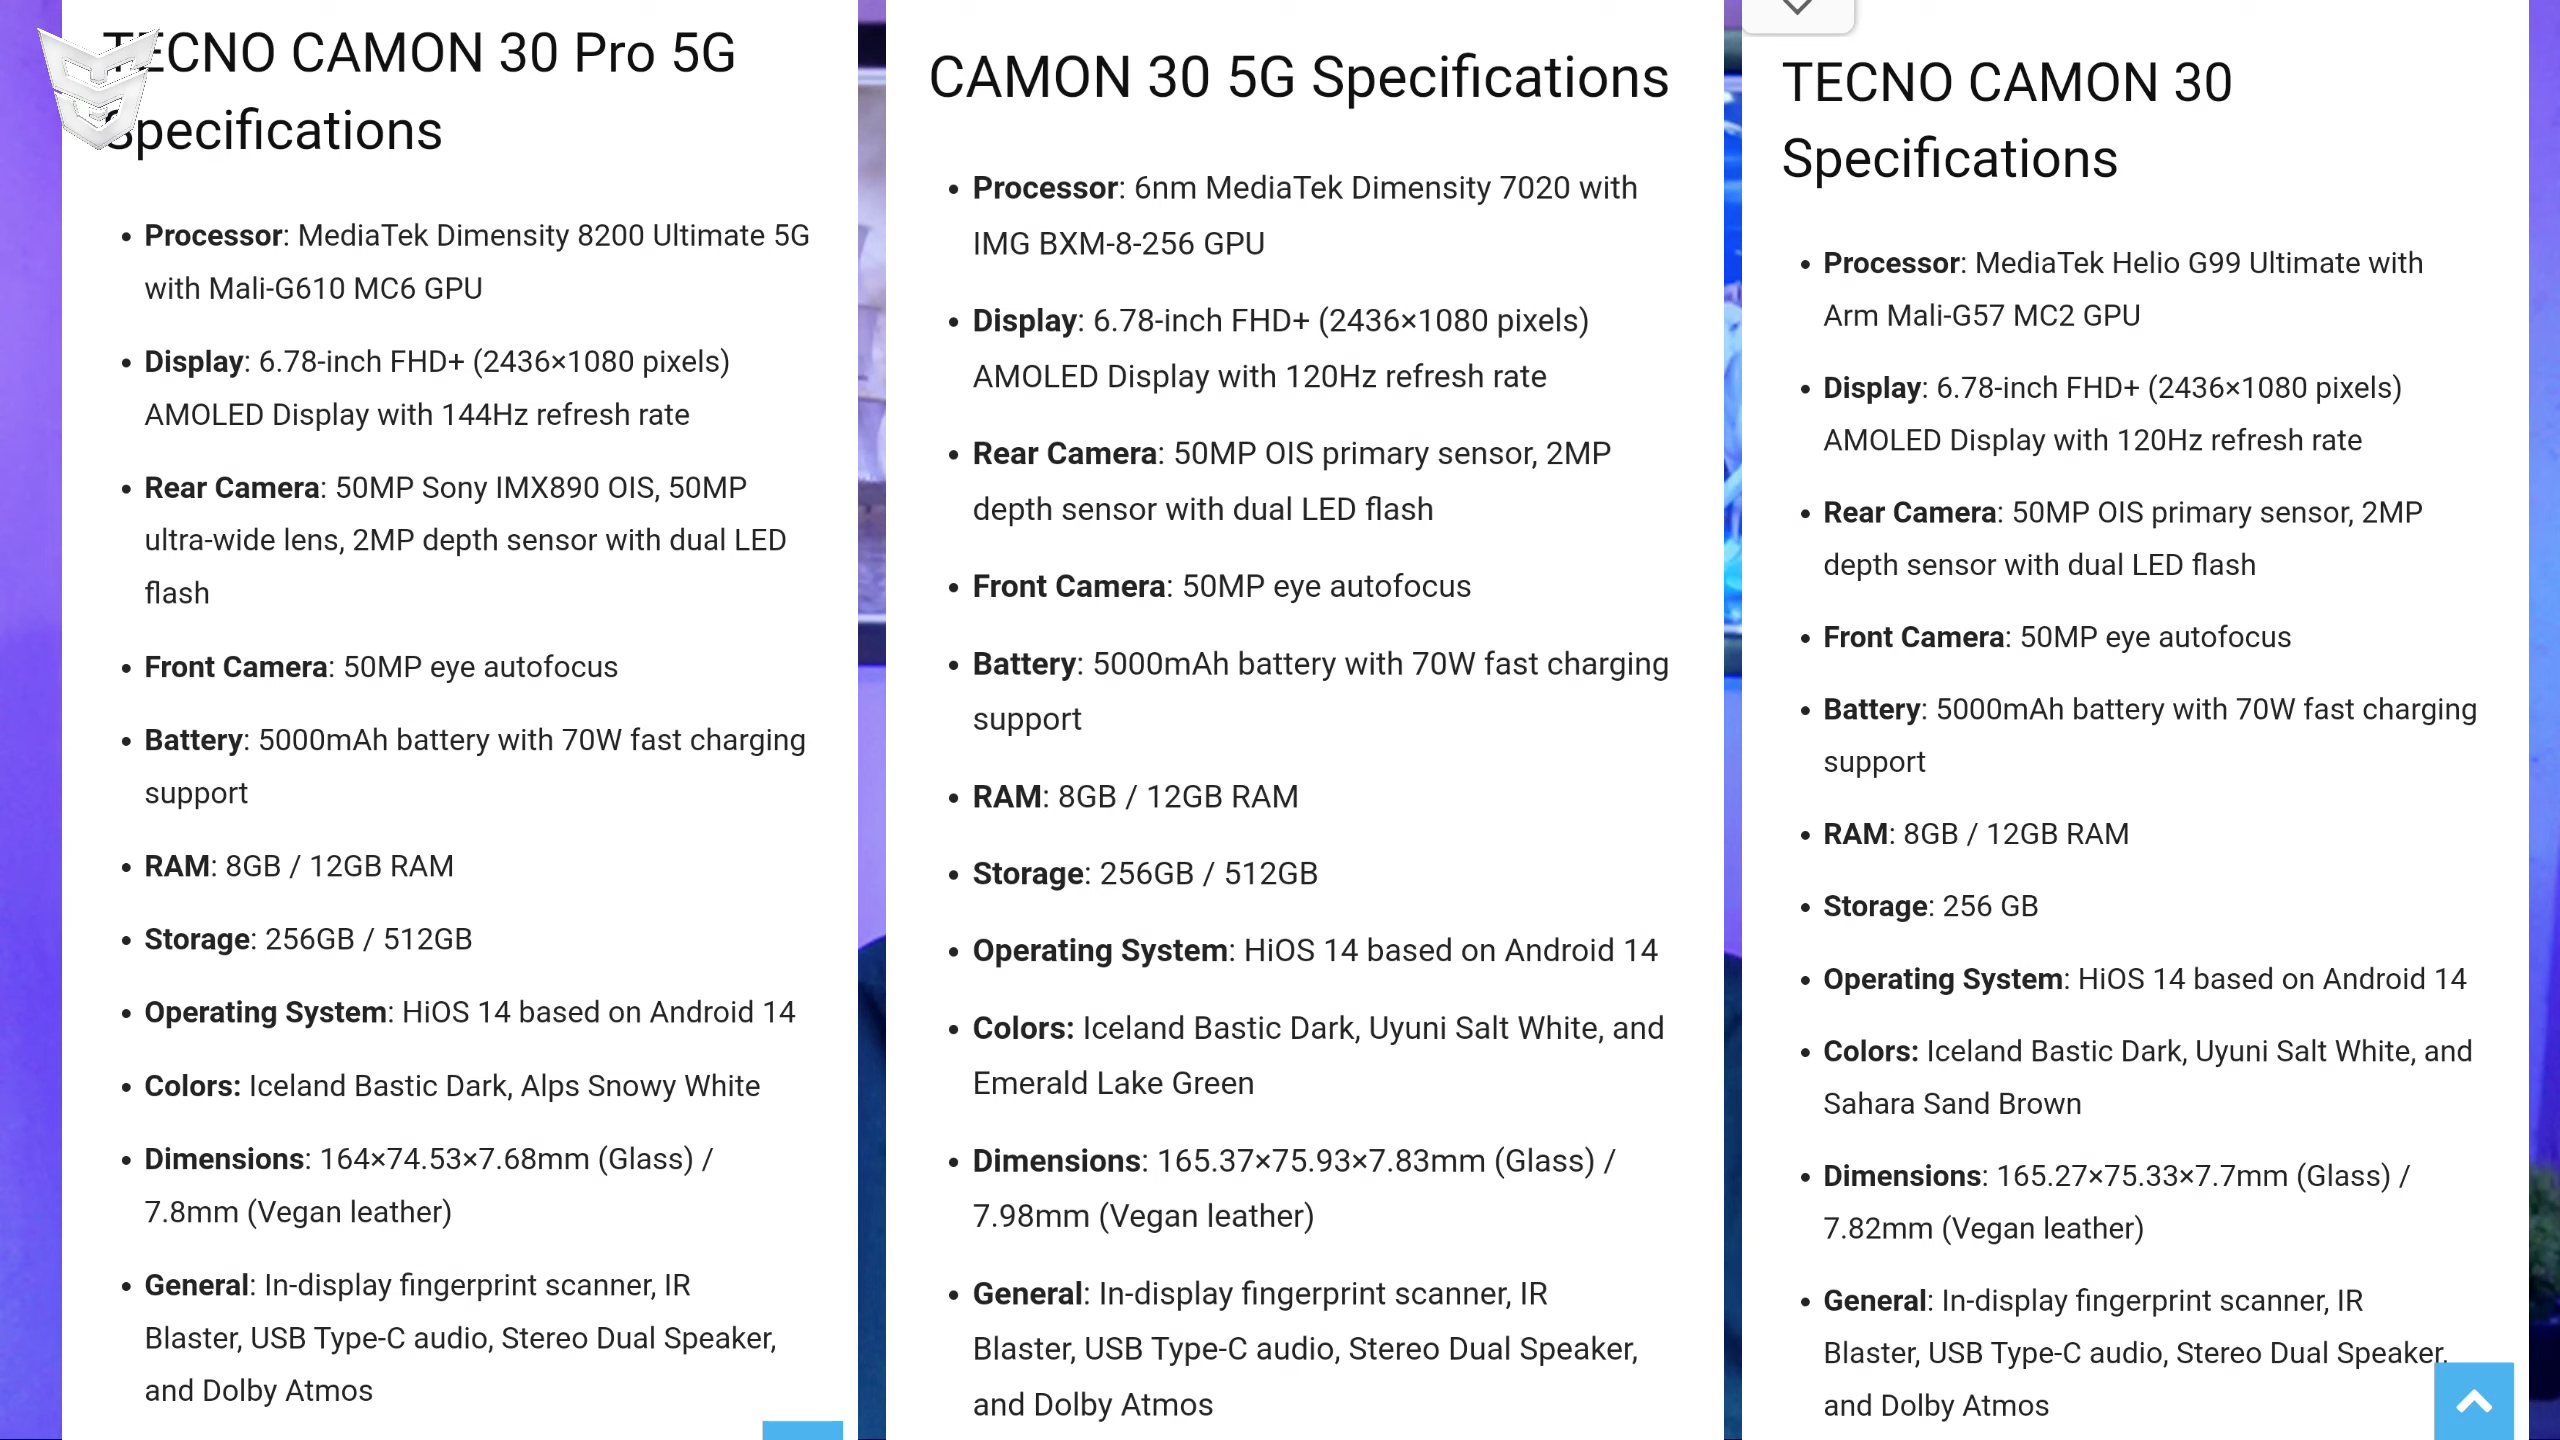 TECNO CAMON 30 Pro 5G
Specifications
• Processor: MediaTek Dimensity 8200 Ultimate 5G
with Mali-G610 MC6 GPU
• Display: 6.78-inch FHD+ (2436×1080 pixels)
AMOLED Display with 144Hz refresh rate
• Rear Camera: 50MP Sony IMX890 OIS, 50MP
ultra-wide lens, 2MP depth sensor with dual LED
flash
• Front Camera: 50MP eye autofocus
• Battery: 5000mAh battery with 70W fast charging
support
• RAM: 8GB / 12GB RAM
• Storage: 256GB / 512GB
• Operating System: HiOS 14 based on Android 14
• Colors: Iceland Bastic Dark, Alps Snowy White
• Dimensions: 164×74.53×7.68mm (Glass) /
7.8mm (Vegan leather)
• General: In-display fingerprint scanner, IR
Blaster, USB Type-C audio, Stereo Dual Speaker,
and Dolby Atmos
CAMON 30 5G Specifications
• Processor: 6nm MediaTek Dimensity 7020 with
IMG BXM-8-256 GPU
• Display: 6.78-inch FHD+ (2436×1080 pixels)
AMOLED Display with 120Hz refresh rate
• Rear Camera: 50MP OIS primary sensor, 2MP
depth sensor with dual LED flash
• Front Camera: 50MP eye autofocus
• Battery: 5000mAh battery with 70W fast charging
support
• RAM: 8GB / 12GB RAM
• Storage: 256GB / 512GB
• Operating System: HiOS 14 based on Android 14
• Colors: Iceland Bastic Dark, Uyuni Salt White, and
Emerald Lake Green
• Dimensions: 165.37×75.93×7.83mm (Glass) /
7.98mm (Vegan leather)
• General: In-display fingerprint scanner, IR
Blaster, USB Type-C audio, Stereo Dual Speaker,
and Dolby Atmos
TECNO CAMON 30
Specifications
• Processor: MediaTek Helio G99 Ultimate with
Arm Mali-G57 MC2 GPU
• Display: 6.78-inch FHD+ (2436×1080 pixels)
AMOLED Display with 120Hz refresh rate
• Rear Camera: 50MP OIS primary sensor, 2MP
depth sensor with dual LED flash
• Front Camera: 50MP eye autofocus
• Battery: 5000mAh battery with 70W fast charging
support
• RAM: 8GB / 12GB RAM
• Storage: 256 GB
• Operating System: HiOS 14 based on Android 14
• Colors: Iceland Bastic Dark, Uyuni Salt White, and
Sahara Sand Brown
• Dimensions: 165.27×75.33×7.7mm (Glass) /
7.82mm (Vegan leather)
• General: In-display fingerprint scanner, IR
Blaster, USB Type-C audio, Stereo Dual Speaker,
and Dolby Atmos